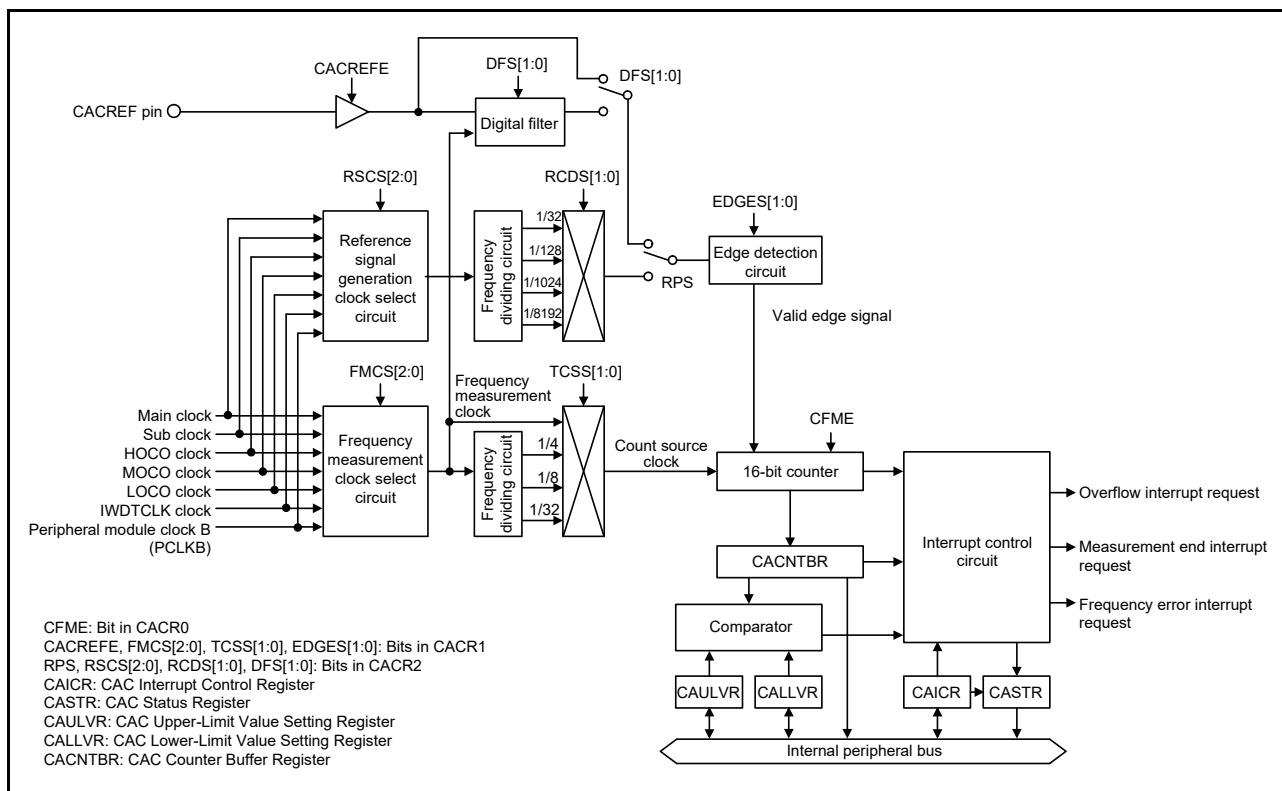 CACREFE
DFS[1:0]
DFS[1:0]
CACREF pin
Digital filter
RSCS[2:0]
RCDS[1:0]
EDGES[1:0]
Reference
signal
generation
clock select
circuit
Frequency
dividing circuit
1/32
1/128
1/1024
1/8192
RPS
Edge detection
circuit
Valid edge signal
FMCS[2:0]
Frequency
measurement
clock
TCSS[1:0]
CFME
Main clock
Sub clock
HOCO clock
MOCO clock
LOCO clock
IWDTCLK clock
Peripheral module clock B
(PCLKB)
Frequency
measurement
clock select
circuit
Frequency
dividing circuit
1/4
1/8
1/32
Count source
clock
16-bit counter
CACNTBR
Comparator
CAULVR
CALLVR
Interrupt control
circuit
CAICR
CASTR
Overflow interrupt request
Measurement end interrupt
request
Frequency error interrupt
request
Internal peripheral bus
CFME: Bit in CACR0
CACREFE, FMCS[2:0], TCSS[1:0], EDGES[1:0]: Bits in CACR1
RPS, RSCS[2:0], RCDS[1:0], DFS[1:0]: Bits in CACR2
CAICR: CAC Interrupt Control Register
CASTR: CAC Status Register
CAULVR: CAC Upper-Limit Value Setting Register
CALLVR: CAC Lower-Limit Value Setting Register
CACNTBR: CAC Counter Buffer Register